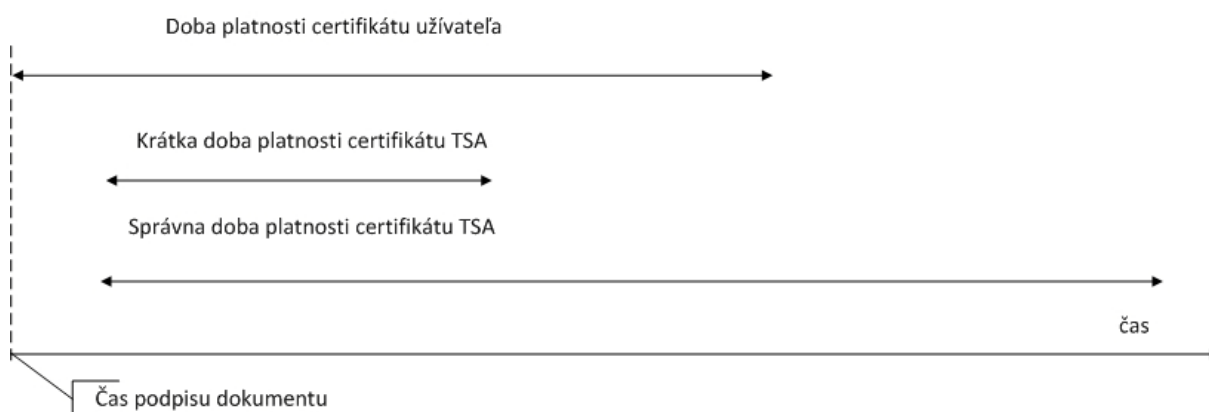 Doba platnosti certifikátu užívateľa
Krátka doba platnosti certifikátu TSA
Správna doba platnosti certifikátu TSA
čas
Čas podpisu dokumentu